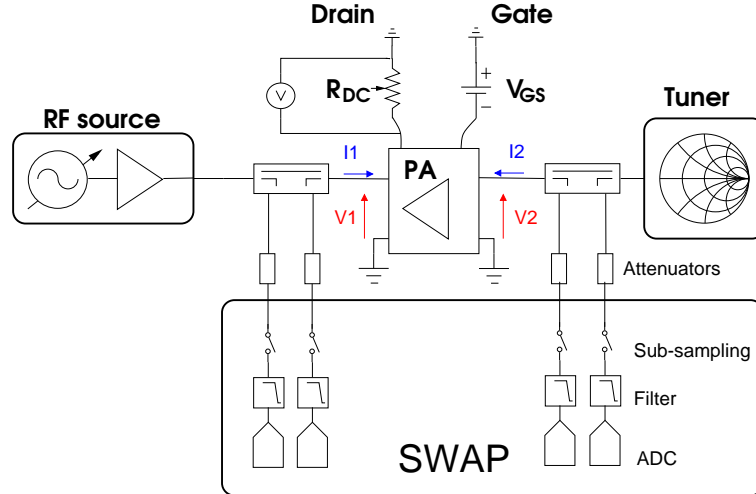 Drain Gate
V R_DC + − V_GS
RF source Tuner
I1 I2
PA
V1 V2
Attenuators
Sub-sampling
Filter
SWAP ADC